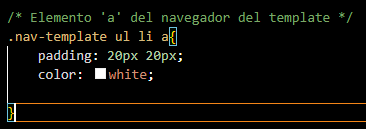 /* Elemento 'a' del navegador del template */
.nav-template ul li a{
    padding: 20px 20px;
    color: white;
}